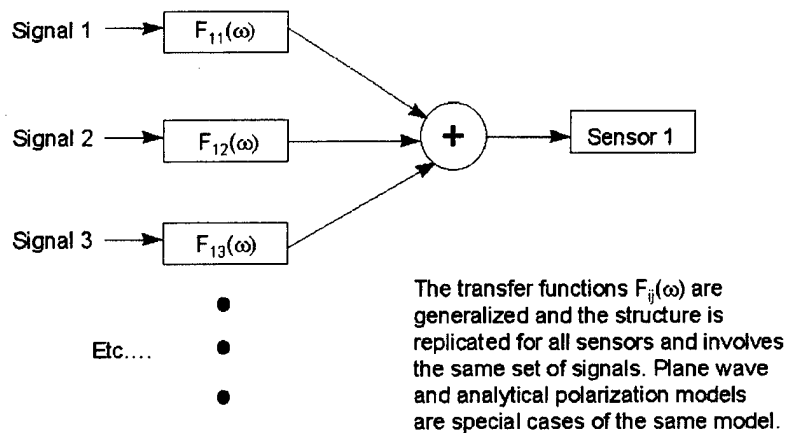 Signal 1
F₁₁(ω)
Signal 2
F₁₂(ω)
+
Sensor 1
Signal 3
F₁₃(ω)
Etc....
The transfer functions Fᵢⱼ(ω) are
generalized and the structure is
replicated for all sensors and involves
the same set of signals. Plane wave
and analytical polarization models
are special cases of the same model.